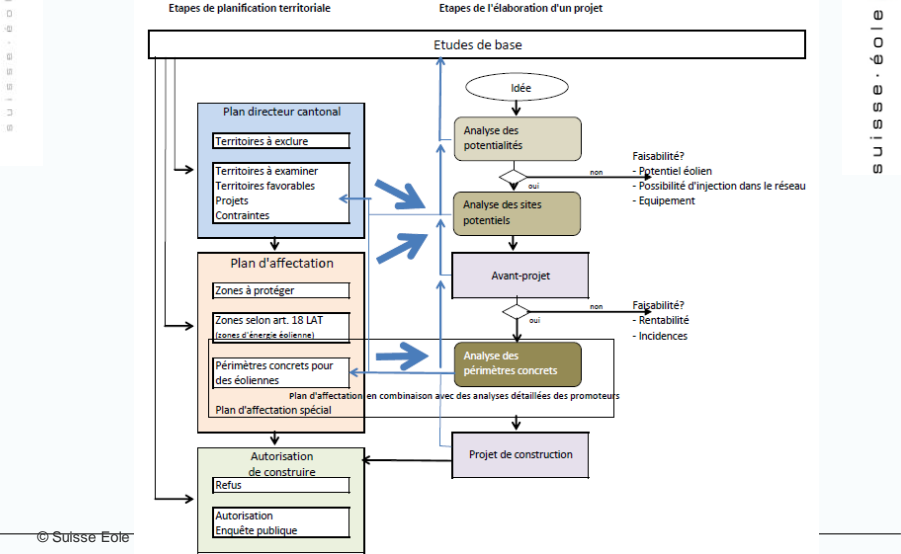 Etapes de planification territoriale
Etapes de l'élaboration d'un projet
suisse.éole
suisse·éole
Etudes de base
Idée
Plan directeur cantonal
Territoires à exclure
Territoires à examiner
Territoires favorables
Projets
Contraintes
Analyse des
potentialités
non
oui
Faisabilité?
- Potentiel éolien
- Possibilité d'injection dans le réseau
- Equipement
Analyse des sites
potentiels
Plan d'affectation
Zones à protéger
Zones selon art. 18 LAT
(zones d'énergie éolienne)
Périmètres concrets pour
des éoliennes
Avant-projet
non
oui
Faisabilité?
- Rentabilité
- Incidences
Analyse des
périmètres concrets
Plan d'affectation en combinaison avec des analyses détaillées des promoteurs
Plan d'affectation spécial
Projet de construction
Autorisation
de construire
Refus
Autorisation
Enquête publique
© Suisse Eole